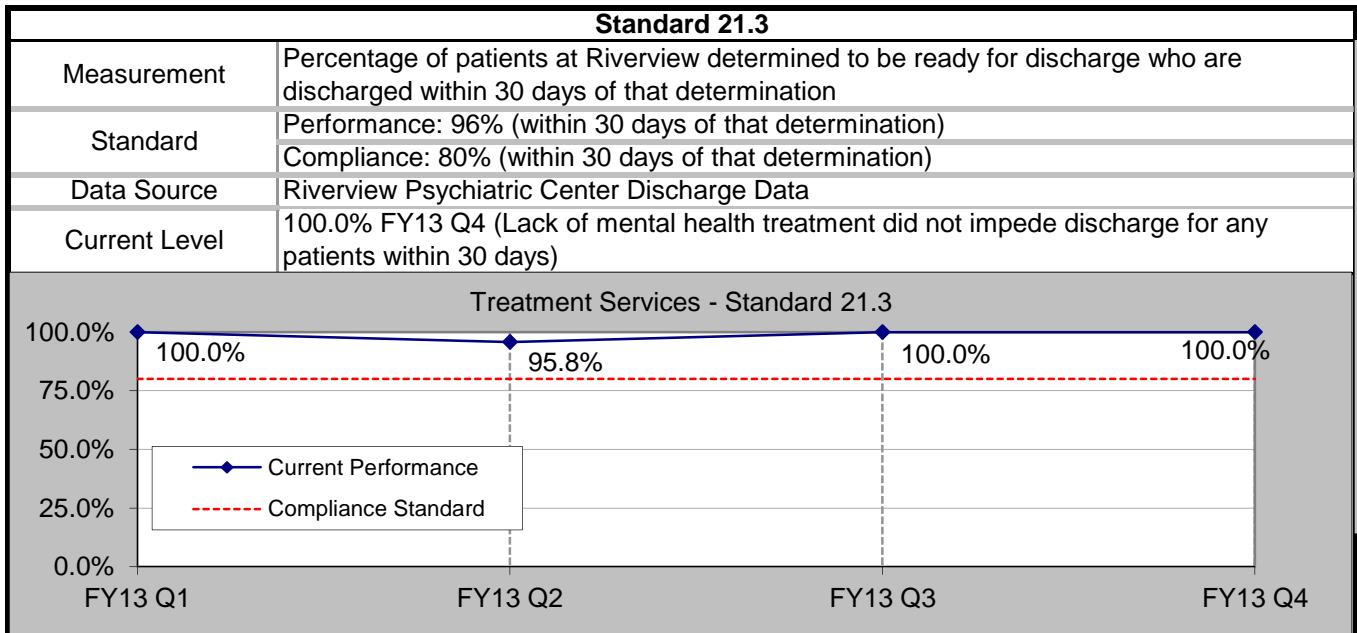 Standard 21.3
Measurement
Percentage of patients at Riverview determined to be ready for discharge who are
discharged within 30 days of that determination
Standard
Performance: 96% (within 30 days of that determination)
Compliance: 80% (within 30 days of that determination)
Data Source
Riverview Psychiatric Center Discharge Data
Current Level
100.0% FY13 Q4 (Lack of mental health treatment did not impede discharge for any
patients within 30 days)
Treatment Services - Standard 21.3
100.0%
75.0%
50.0%
25.0%
0.0%
100.0%
95.8%
100.0%
100.0%
Current Performance
Compliance Standard
FY13 Q1
FY13 Q2
FY13 Q3
FY13 Q4